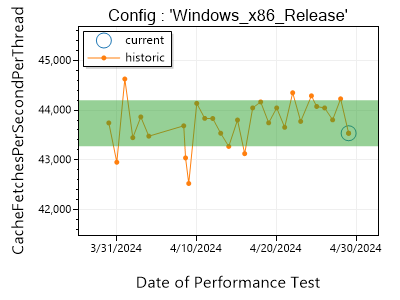 Config : 'Windows_x86_Release'
CacheFetchesPerSecondPerThread
current
historic
45,000
44,000
43,000
42,000
3/31/2024
4/10/2024
4/20/2024
4/30/2024
Date of Performance Test